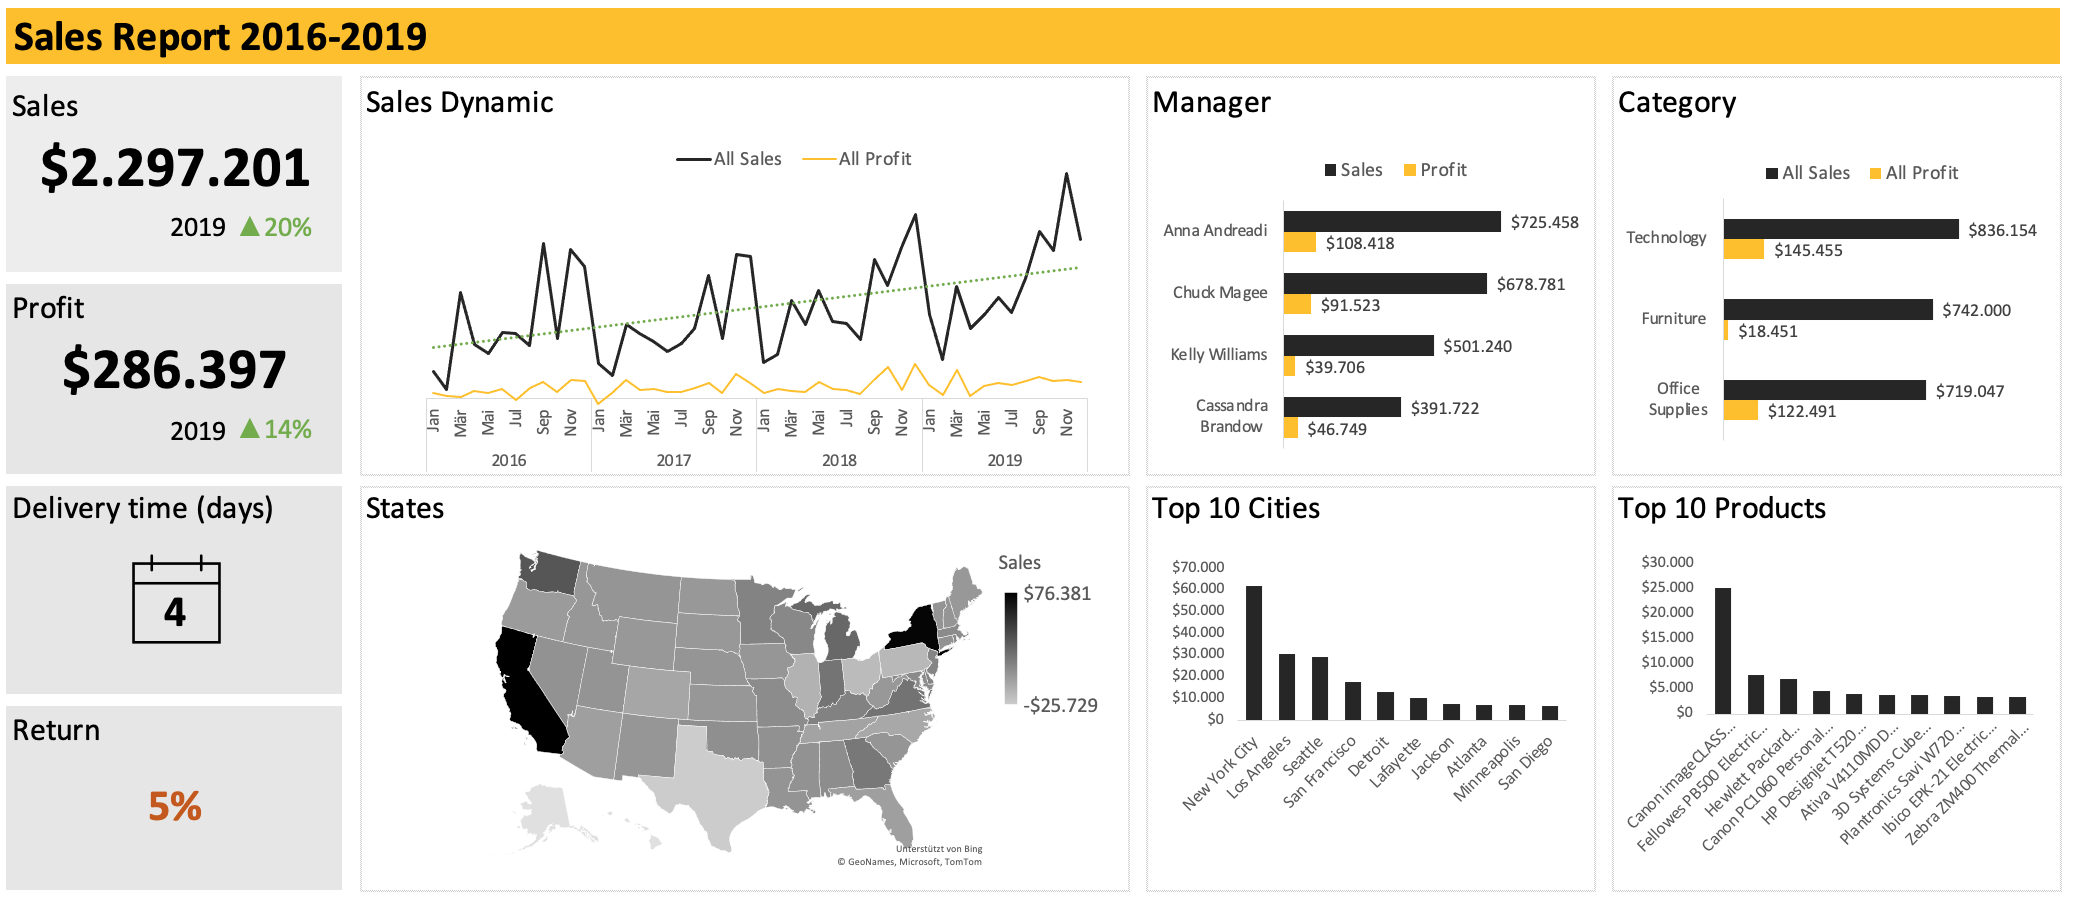 Sales Report 2016-2019
Sales
$2.297.201
2019 ▲20%
Profit
$286.397
2019 ▲14%
Delivery time (days)
4
Return
5%
Sales Dynamic
All Sales All Profit
Jan Mär Mai Jul Sep Nov Jan Mär Mai Jul Sep Nov Jan Mär Mai Jul Sep Nov Jan Mär Mai Jul Sep Nov
2016 2017 2018 2019
Manager
Sales Profit
Anna Andreadi
$725.458
$108.418
Chuck Magee
$678.781
$91.523
Kelly Williams
$501.240
$39.706
Cassandra
Brandow
$391.722
$46.749
Category
All Sales All Profit
Technology
$836.154
$145.455
Furniture
$742.000
$18.451
Office
Supplies
$719.047
$122.491
States
Sales
$76.381
-$25.729
Unterstützt von Bing
© GeoNames, Microsoft, TomTom
Top 10 Cities
$70.000
$60.000
$50.000
$40.000
$30.000
$20.000
$10.000
$0
New York City
Los Angeles
Seattle
San Francisco
Detroit
Lafayette
Jackson
Atlanta
Minneapolis
San Diego
Top 10 Products
$30.000
$25.000
$20.000
$15.000
$10.000
$5.000
$0
Canon imageCLASS...
Fellowes PB500 Electric...
Hewlett Packard...
Canon PC1060 Personal...
HP Designjet T520...
Ativa V4110MDD...
3D Systems Cube...
Plantronics Savi W720...
Ibico EPK-21 Electric...
Zebra ZM400 Thermal...